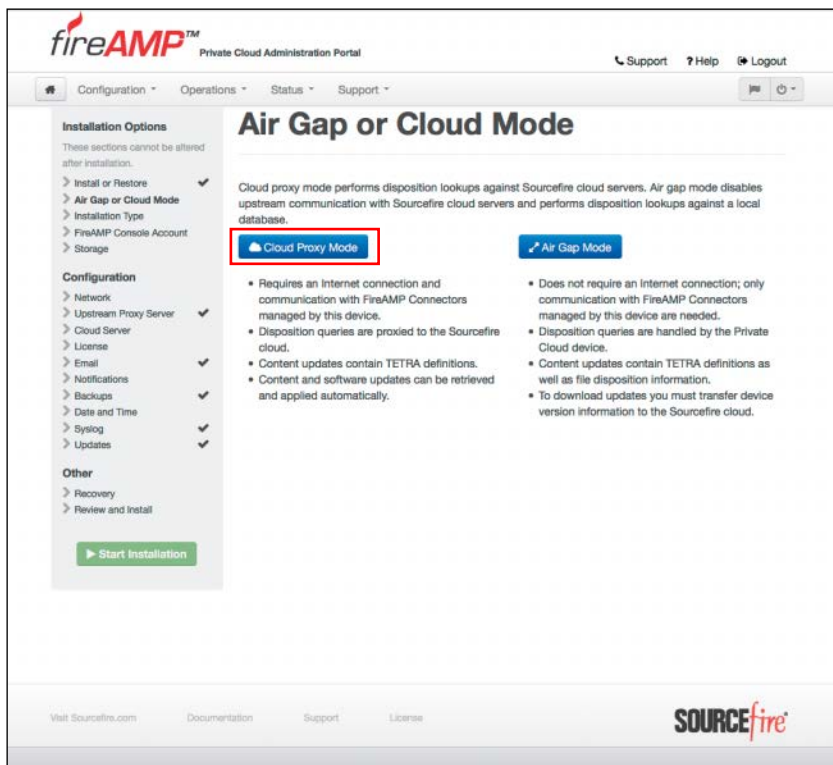 fireAMP™ Private Cloud Administration Portal
Support ? Help Logout
Configuration Operations Status Support
Installation Options
These sections cannot be altered
after installation.
Install or Restore
Air Gap or Cloud Mode
Installation Type
FireAMP Console Account
Storage
Configuration
Network
Upstream Proxy Server
Cloud Server
License
Email
Notifications
Backups
Date and Time
Syslog
Updates
Other
Recovery
Review and Install
Start Installation
Air Gap or Cloud Mode
Cloud proxy mode performs disposition lookups against Sourcefire cloud servers. Air gap mode disables
upstream communication with Sourcefire cloud servers and performs disposition lookups against a local
database.
Cloud Proxy Mode
• Requires an Internet connection and
communication with FireAMP Connectors
managed by this device.
• Disposition queries are proxied to the Sourcefire
cloud.
• Content updates contain TETRA definitions.
• Content and software updates can be retrieved
and applied automatically.
Air Gap Mode
• Does not require an Internet connection; only
communication with FireAMP Connectors
managed by this device are needed.
• Disposition queries are handled by the Private
Cloud device.
• Content updates contain TETRA definitions as
well as file disposition information.
• To download updates you must transfer device
version information to the Sourcefire cloud.
Visit Sourcefire.com Documentation Support License
SOURCEfire®